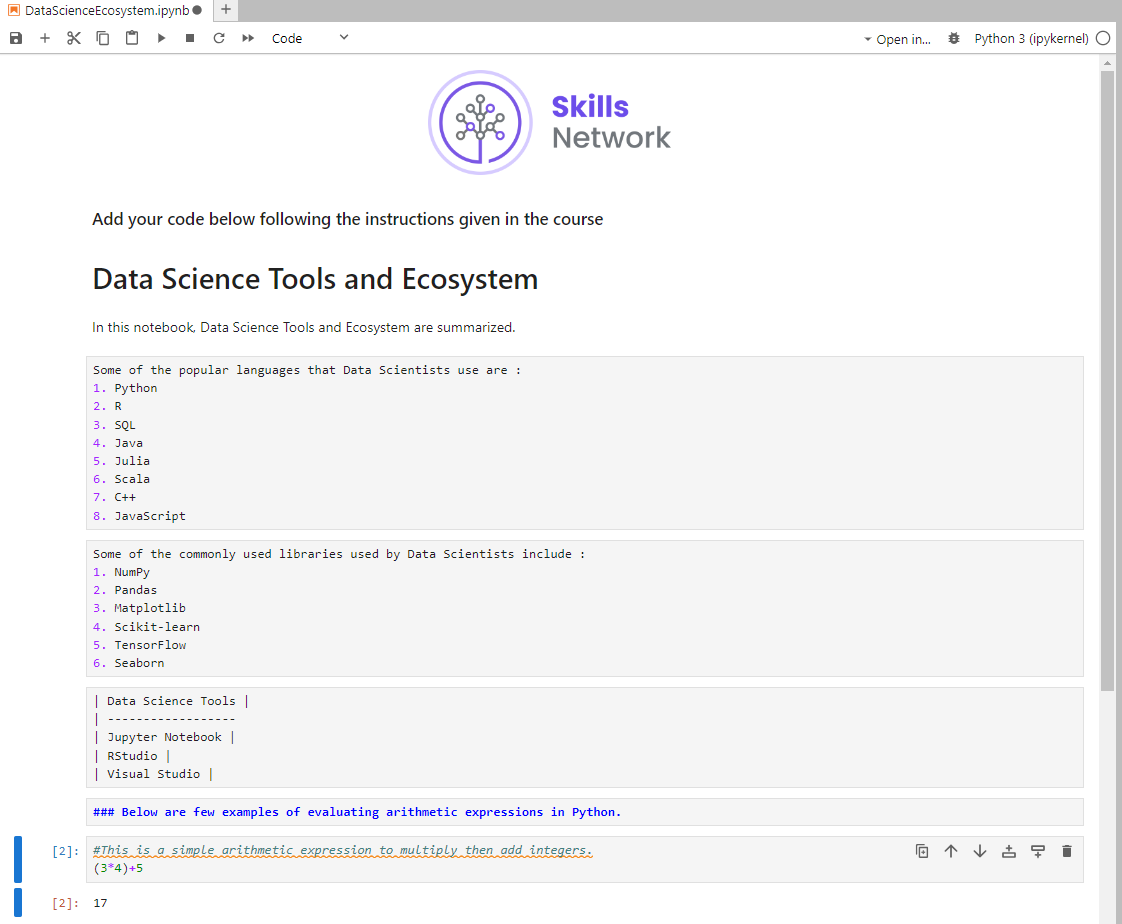 DataScienceEcosystem.ipynb
Code
Open in...
Python 3 (ipykernel)
Skills
Network
Add your code below following the instructions given in the course
Data Science Tools and Ecosystem
In this notebook, Data Science Tools and Ecosystem are summarized.
Some of the popular languages that Data Scientists use are :
1. Python
2. R
3. SQL
4. Java
5. Julia
6. Scala
7. C++
8. JavaScript
Some of the commonly used libraries used by Data Scientists include :
1. NumPy
2. Pandas
3. Matplotlib
4. Scikit-learn
5. TensorFlow
6. Seaborn
| Data Science Tools |
| ------------------
| Jupyter Notebook |
| RStudio |
| Visual Studio |
### Below are few examples of evaluating arithmetic expressions in Python.
[2]: #This is a simple arithmetic expression to multiply then add integers.
(3*4)+5
[2]: 17